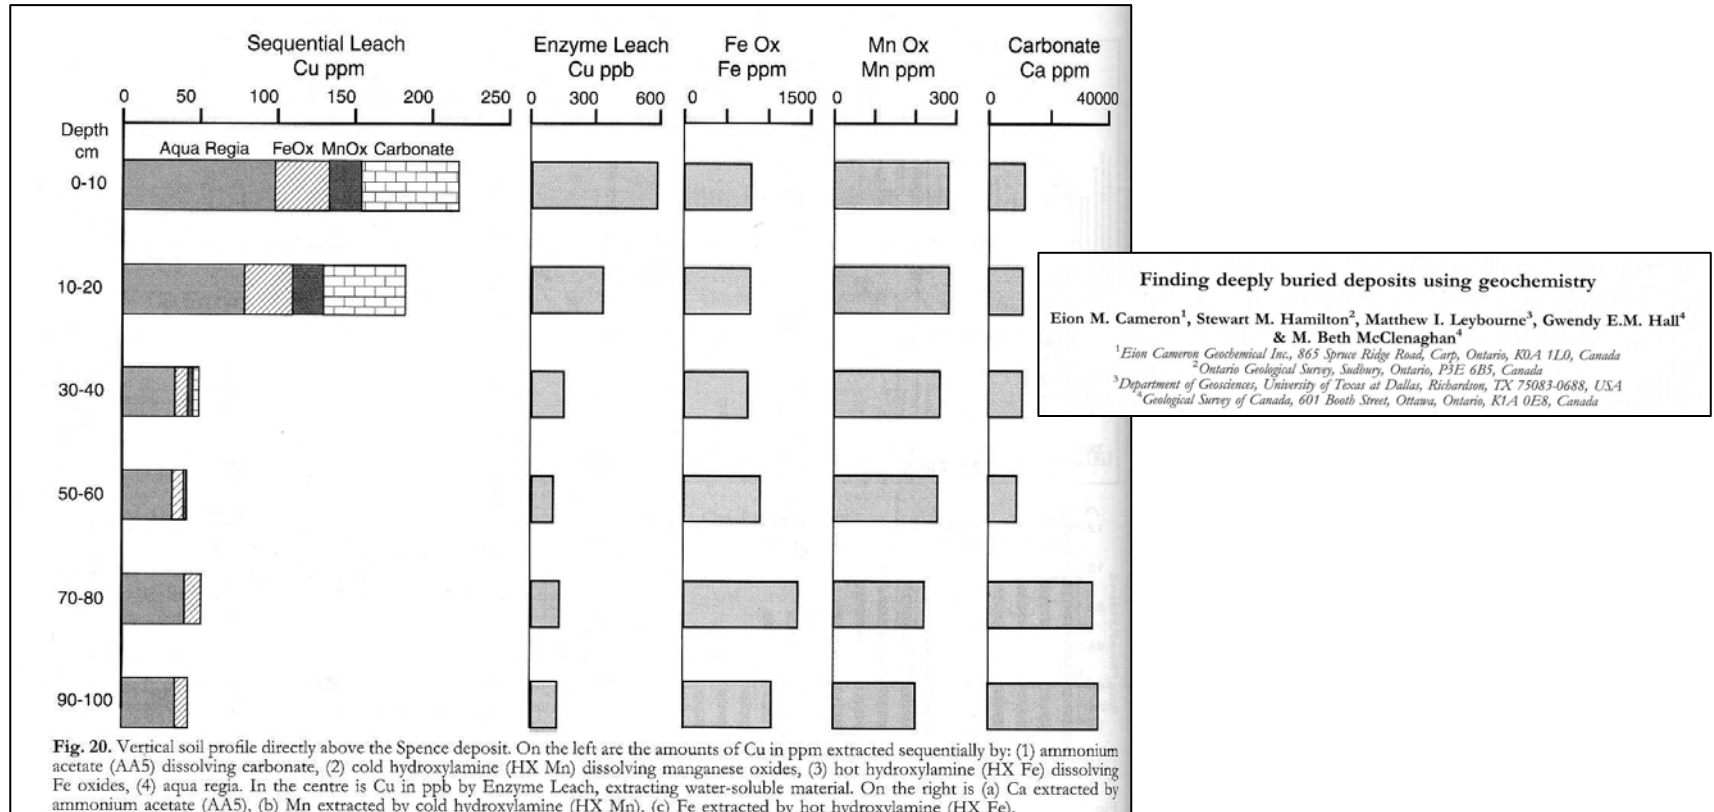 Sequential Leach
Cu ppm
0 50 100 150 200 250
Enzyme Leach
Cu ppb
0 300 600
Fe Ox
Fe ppm
0 1500
Mn Ox
Mn ppm
0 300
Carbonate
Ca ppm
0 40000
Depth
cm
Aqua Regia FeOx MnOx Carbonate
0-10
10-20
30-40
50-60
70-80
90-100
Fig. 20. Vertical soil profile directly above the Spence deposit. On the left are the amounts of Cu in ppm extracted sequentially by: (1) ammonium
acetate (AA5) dissolving carbonate, (2) cold hydroxylamine (HX Mn) dissolving manganese oxides, (3) hot hydroxylamine (HX Fe) dissolving
Fe oxides, (4) aqua regia. In the centre is Cu in ppb by Enzyme Leach, extracting water-soluble material. On the right is (a) Ca extracted by
ammonium acetate (AA5), (b) Mn extracted by cold hydroxylamine (HX Mn), (c) Fe extracted by hot hydroxylamine (HX Fe).
Finding deeply buried deposits using geochemistry
Eion M. Cameron1, Stewart M. Hamilton2, Matthew I. Leybourne3, Gwendy E.M. Hall4
& M. Beth McClenaghan4
1Eion Cameron Geochemical Inc., 865 Spruce Ridge Road, Carp, Ontario, K0A 1L0, Canada
2Ontario Geological Survey, Sudbury, Ontario, P3E 6B5, Canada
3Department of Geosciences, University of Texas at Dallas, Richardson, TX 75083-0688, USA
4Geological Survey of Canada, 601 Booth Street, Ottawa, Ontario, K1A 0E8, Canada